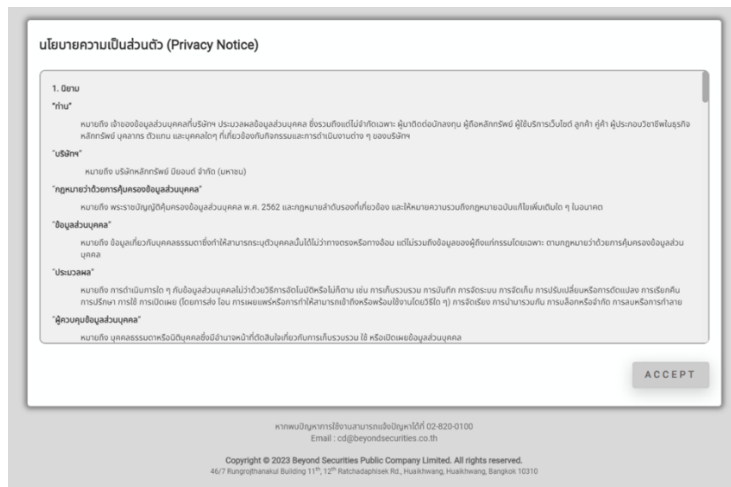 นโยบายความเป็นส่วนตัว (Privacy Notice)
1. นิยาม
"ท่าน"
หมายถึง เจ้าของข้อมูลส่วนบุคคลที่บริษัทฯ ประมวลผลข้อมูลส่วนบุคคล ซึ่งรวมถึงแต่ไม่จำกัดเฉพาะ ผู้มาติดต่อนักลงทุน ผู้ถือหลักทรัพย์ ผู้ใช้บริการเว็บไซต์ ลูกค้า คู่ค้า ผู้ประกอบวิชาชีพในธุรกิจ
หลักทรัพย์ บุคลากร ตัวแทน และบุคคลใดๆ ที่เกี่ยวข้องกับกิจกรรมและการดำเนินงานต่าง ๆ ของบริษัทฯ
"บริษัทฯ"
หมายถึง บริษัทหลักทรัพย์ บียอนด์ จำกัด (มหาชน)
"กฎหมายว่าด้วยการคุ้มครองข้อมูลส่วนบุคคล"
หมายถึง พระราชบัญญัติคุ้มครองข้อมูลส่วนบุคคล พ.ศ. 2562 และกฎหมายลำดับรองที่เกี่ยวข้อง และให้หมายความรวมถึงกฎหมายฉบับแก้ไขเพิ่มเติมใด ๆ ในอนาคต
"ข้อมูลส่วนบุคคล"
หมายถึง ข้อมูลเกี่ยวกับบุคคลธรรมดาซึ่งทำให้สามารถระบุตัวบุคคลนั้นได้ไม่ว่าทางตรงหรือทางอ้อม แต่ไม่รวมถึงข้อมูลของผู้ถึงแก่กรรมโดยเฉพาะ ตามกฎหมายว่าด้วยการคุ้มครองข้อมูลส่วน
บุคคล
"ประมวลผล"
หมายถึง การดำเนินการใด ๆ กับข้อมูลส่วนบุคคลไม่ว่าด้วยวิธีการอัตโนมัติหรือไม่ก็ตาม เช่น การเก็บรวบรวม การบันทึก การจัดระบบ การจัดเก็บ การปรับเปลี่ยนหรือการดัดแปลง การเรียกคืน
การปรึกษา การใช้ การเปิดเผย (โดยการส่ง โอน การเผยแพร่หรือการทำให้สามารถเข้าถึงหรือพร้อมใช้งานโดยวิธีใด ๆ) การจัดเรียง การนำมารวมกัน การบล็อกหรือจำกัด การลบหรือการทำลาย
"ผู้ควบคุมข้อมูลส่วนบุคคล"
หมายถึง บุคคลธรรมดาหรือนิติบุคคลซึ่งมีอำนาจหน้าที่ตัดสินใจเกี่ยวกับการเก็บรวบรวม ใช้ หรือเปิดเผยข้อมูลส่วนบุคคล
ACCEPT
หากพบปัญหาการใช้งานสามารถแจ้งปัญหาได้ที่ 02-820-0100
Email : cd@beyondsecurities.co.th
Copyright © 2023 Beyond Securities Public Company Limited. All rights reserved.
46/7 Rungrojthanakul Building 11th, 12th Ratchadaphisek Rd., Huaikhwang, Huaikhwang, Bangkok 10310